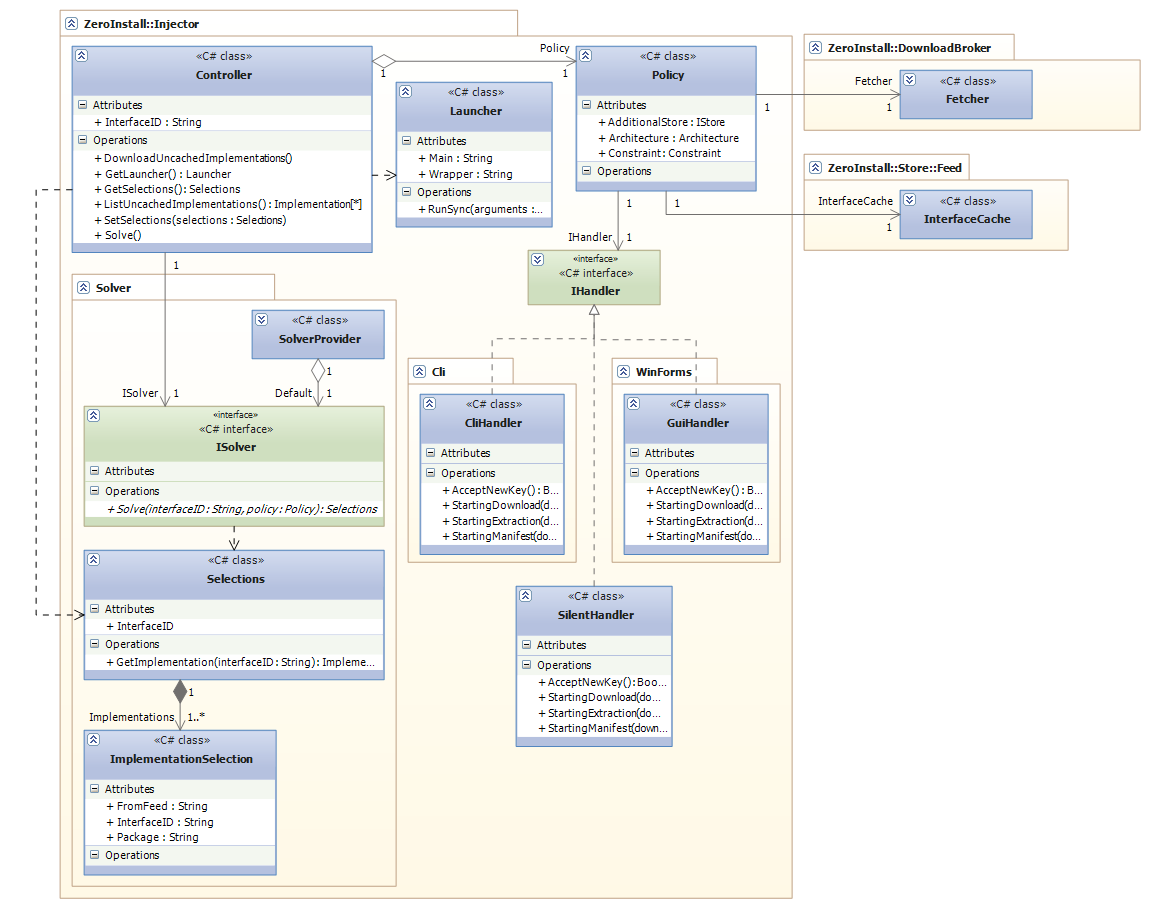 ZeroInstall::Injector
«C# class»
Controller
Attributes
+ InterfaceID : String
Operations
+ DownloadUncachedImplementations()
+ GetLauncher() : Launcher
+ GetSelections() : Selections
+ ListUncachedImplementations() : Implementation[*]
+ SetSelections(selections : Selections)
+ Solve()
1
Policy
1
«C# class»
Launcher
Attributes
+ Main : String
+ Wrapper : String
Operations
+ RunSync(arguments :...
«C# class»
Policy
Attributes
+ AdditionalStore : IStore
+ Architecture : Architecture
+ Constraint : Constraint
Operations
ZeroInstall::DownloadBroker
1
Fetcher
1
«C# class»
Fetcher
ZeroInstall::Store::Feed
1
InterfaceCache
1
«C# class»
InterfaceCache
1
IHandler
1
«interface»
«C# interface»
IHandler
1
ISolver
1
Solver
«C# class»
SolverProvider
1
Default
1
«interface»
«C# interface»
ISolver
Attributes
Operations
+ Solve(interfaceID : String, policy : Policy) : Selections
«C# class»
Selections
Attributes
+ InterfaceID
Operations
+ GetImplementation(interfaceID : String) : Impleme...
1
Implementations
1..*
«C# class»
ImplementationSelection
Attributes
+ FromFeed : String
+ InterfaceID : String
+ Package : String
Operations
Cli
«C# class»
CliHandler
Attributes
Operations
+ AcceptNewKey() : B...
+ StartingDownload(d...
+ StartingExtraction(d...
+ StartingManifest(do...
WinForms
«C# class»
GuiHandler
Attributes
Operations
+ AcceptNewKey() : B...
+ StartingDownload(d...
+ StartingExtraction(d...
+ StartingManifest(do...
«C# class»
SilentHandler
Attributes
Operations
+ AcceptNewKey() : Boo...
+ StartingDownload(do...
+ StartingExtraction(do...
+ StartingManifest(down...